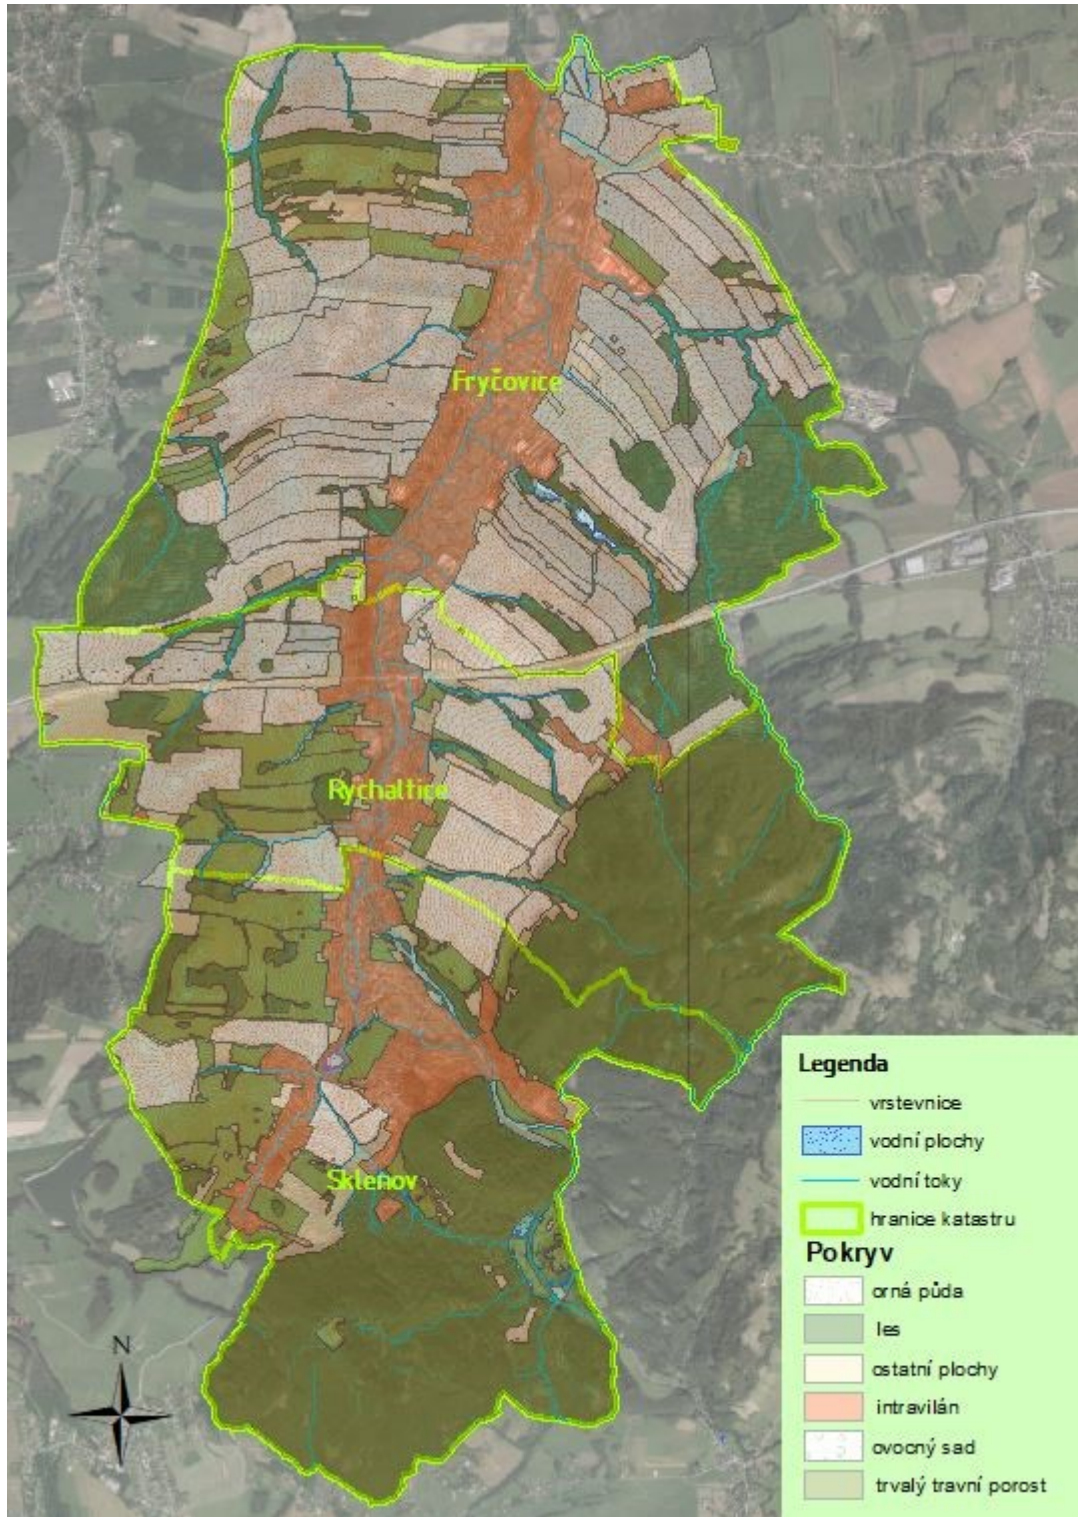 Fryčovice
Rychaltice
Sklenov
N
Legenda
vrstevnice
vodní plochy
vodní toky
hranice katastru
Pokryv
orná půda
les
ostatní plochy
intravilán
ovocný sad
trvalý travní porost